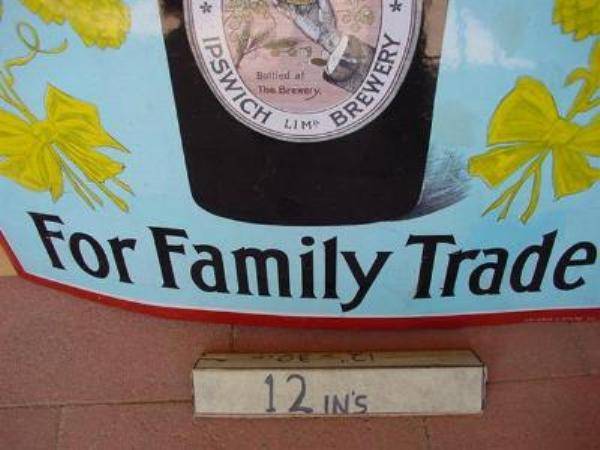 * *
IPSWICH BREWERY
LIMD
Bottled at
The Brewery.
For Family Trade
12 IN'S